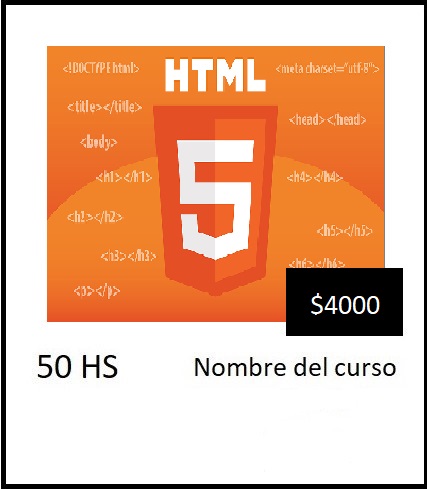 HTML
<!DOCTYPE html>
<meta charset="utf-8">
<title></title>
<head></head>
<body>
<h1></h1>
<h4></h4>
<h2></h2>
<h5></h5>
<h3></h3>
<h6></h6>
<p></p>
5
$4000
50 HS
Nombre del curso